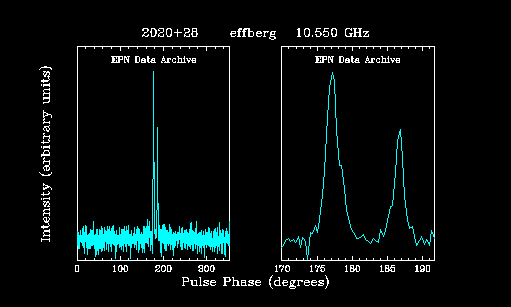 2020+28 effberg 10.550 GHz
EPN Data Archive EPN Data Archive
Intensity (arbitrary units)
0 100 200 300 170 175 180 185 190
Pulse Phase (degrees)